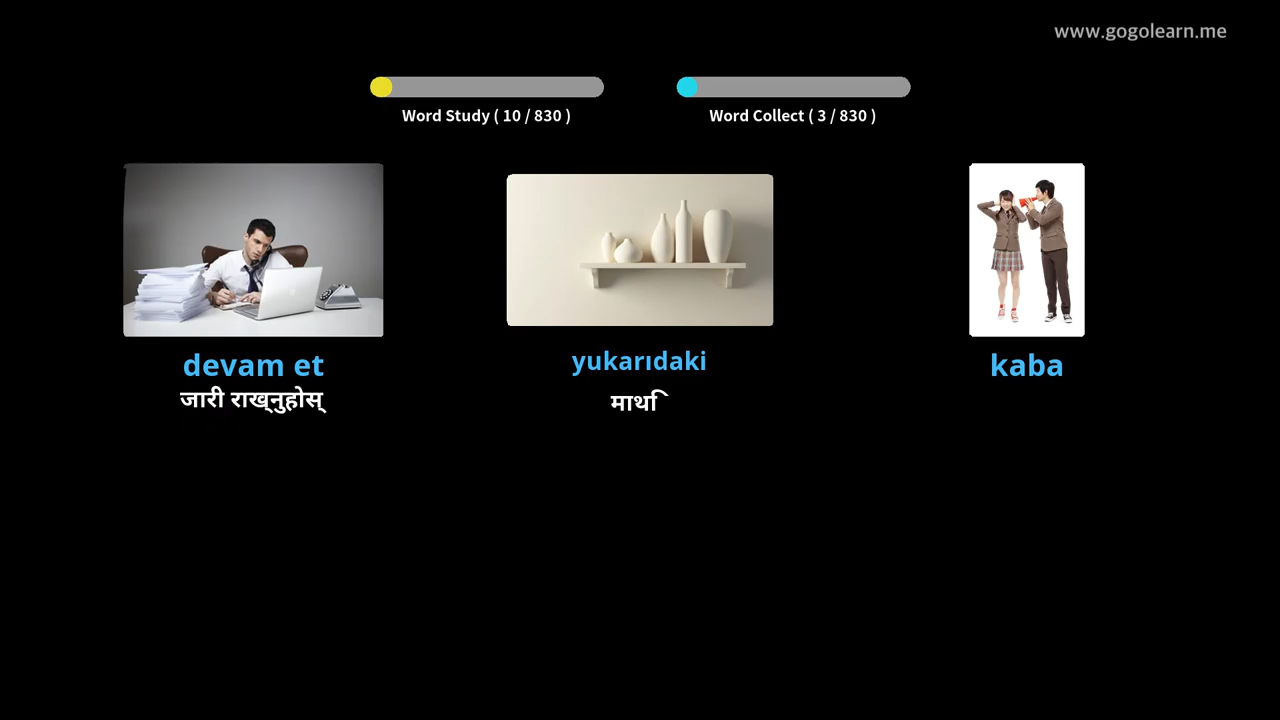 www.gogolearn.me
Word Study ( 10 / 830 )
Word Collect ( 3 / 830 )
devam et
जारी राख्नुहोस्
yukarıdaki
माथि
kaba